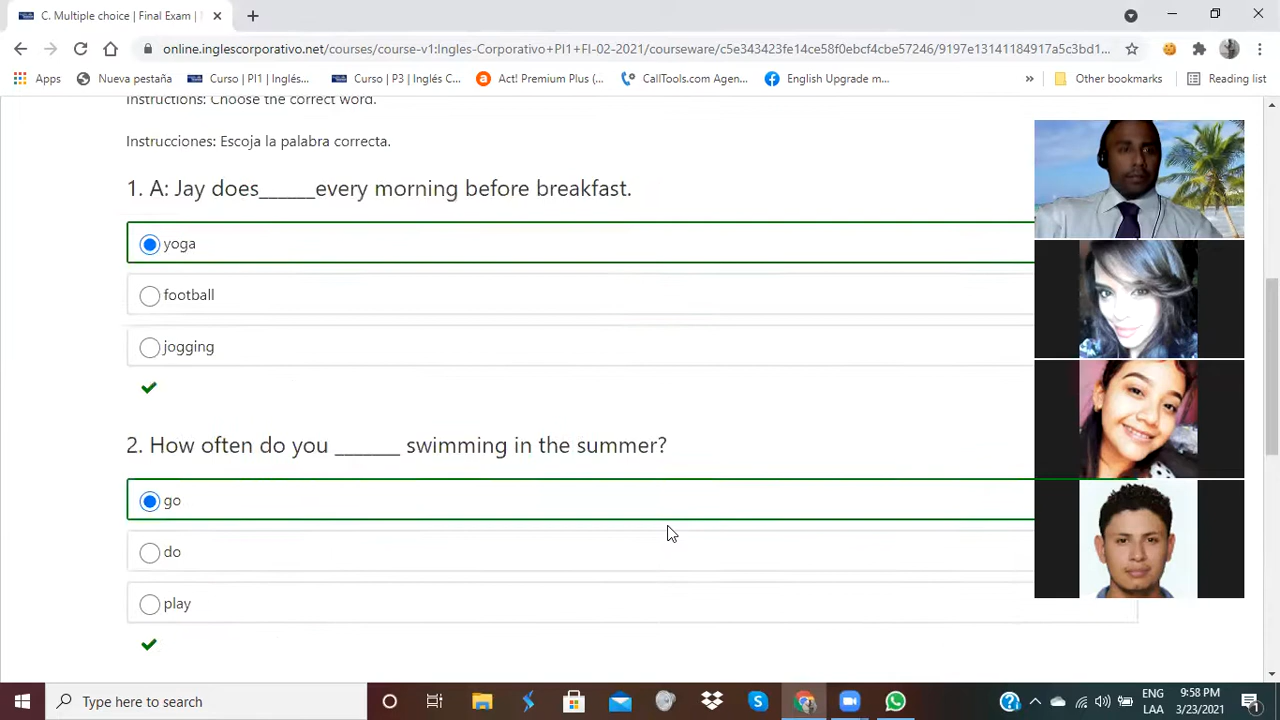 C. Multiple choice | Final Exam |
online.inglescorporativo.net/courses/course-v1:Ingles-Corporativo+PI1+FI-02-2021/courseware/c5e343423fe14ce58f0ebcf4cbe57246/9197e13141184917a5c3bd1...
Apps
Nueva pestaña
Curso | PI1 | Inglés...
Curso | P3 | Inglés C...
Act! Premium Plus (...
CallTools.com Agen...
English Upgrade m...
»
Other bookmarks
Reading list
Instructions: Choose the correct word.
Instrucciones: Escoja la palabra correcta.
1. A: Jay does______every morning before breakfast.
yoga
football
jogging
2. How often do you _______ swimming in the summer?
go
do
play
Type here to search
ENG
LAA
9:58 PM
3/23/2021
1